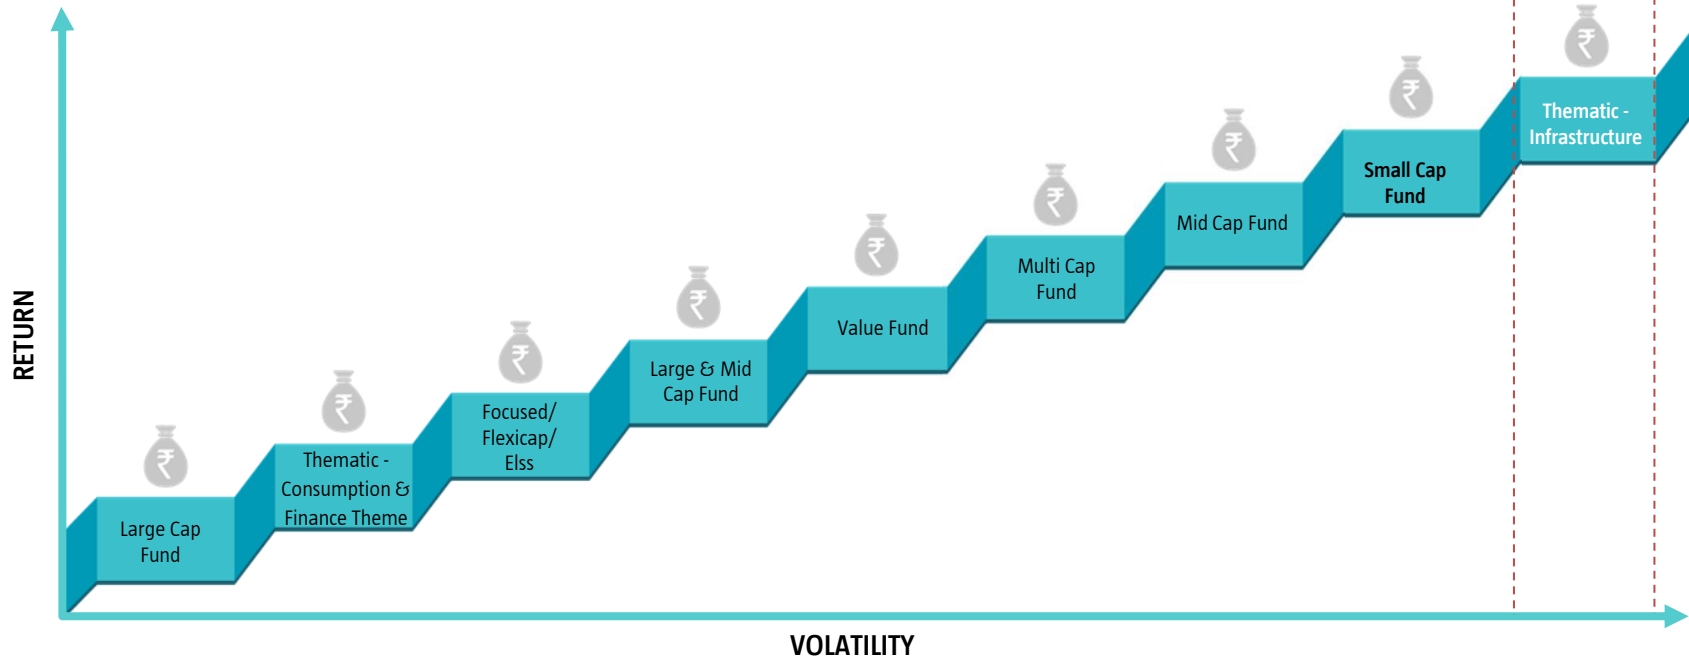 RETURN
Large Cap
Fund
Thematic -
Consumption &
Finance Theme
Focused/
Flexicap/
Elss
Large & Mid
Cap Fund
Value Fund
Multi Cap
Fund
Mid Cap Fund
Small Cap
Fund
Thematic -
Infrastructure
₹
₹
₹
₹
₹
₹
₹
₹
₹
VOLATILITY